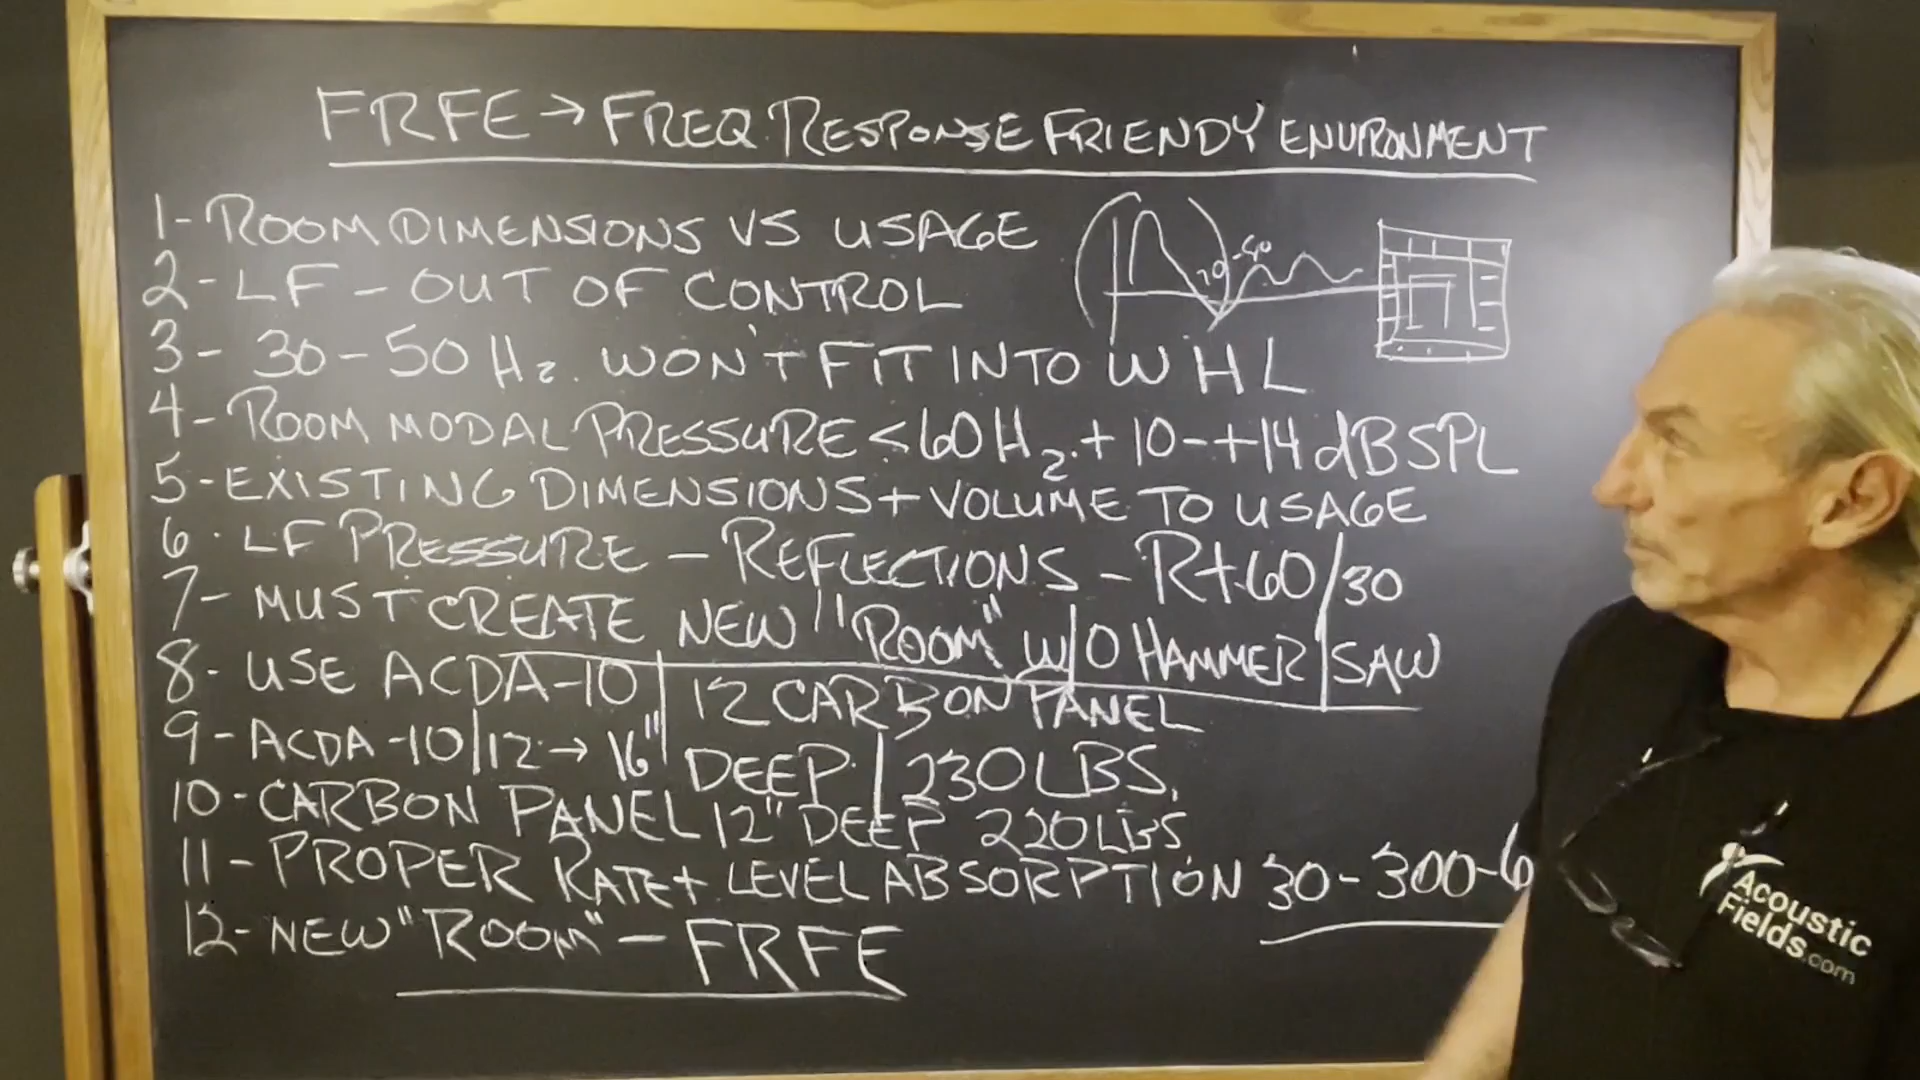 FRFE → FREQ. RESPONSE FRIENDY ENVIRONMENT
1- ROOM DIMENSIONS VS USAGE
2- LF - OUT OF CONTROL
3- 30-50 Hz. WON'T FIT INTO W H L
4- ROOM MODAL PRESSURE < 60 Hz. +10-+14 dB SPL
5- EXISTING DIMENSIONS + VOLUME TO USAGE
6. LF PRESSURE - REFLECTIONS - Rt60/30
7- MUST CREATE NEW "ROOM" W/O HAMMER/SAW
8- USE ACDA-10 | 12 CARBON PANEL
9- ACDA-10/12 → 16" DEEP | 230 LBS.
10- CARBON PANEL 12" DEEP 220 LBS
11- PROPER RATE + LEVEL ABSORPTION 30-300-6
12- NEW "ROOM" - FRFE
Acoustic
Fields.com